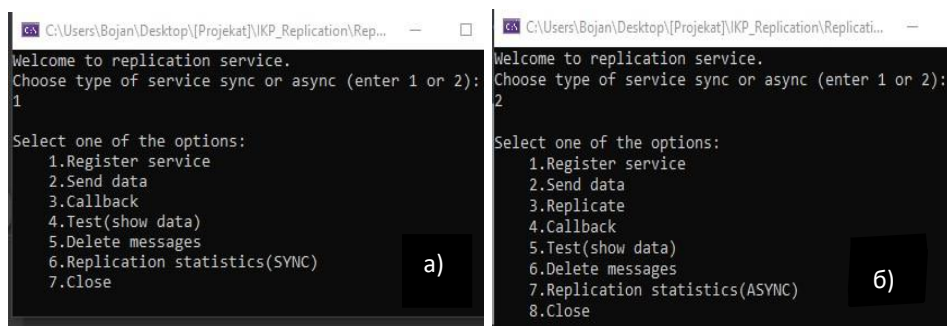 C:\Users\Bojan\Desktop\[Projekat]\IKP_Replication\Rep...
Welcome to replication service.
Choose type of service sync or async (enter 1 or 2):
1
Select one of the options:
1.Register service
2.Send data
3.Callback
4.Test(show data)
5.Delete messages
6.Replication statistics(SYNC)
7.Close
а)
C:\Users\Bojan\Desktop\[Projekat]\IKP_Replication\Replicati...
Welcome to replication service.
Choose type of service sync or async (enter 1 or 2):
2
Select one of the options:
1.Register service
2.Send data
3.Replicate
4.Callback
5.Test(show data)
6.Delete messages
7.Replication statistics(ASYNC)
8.Close
б)